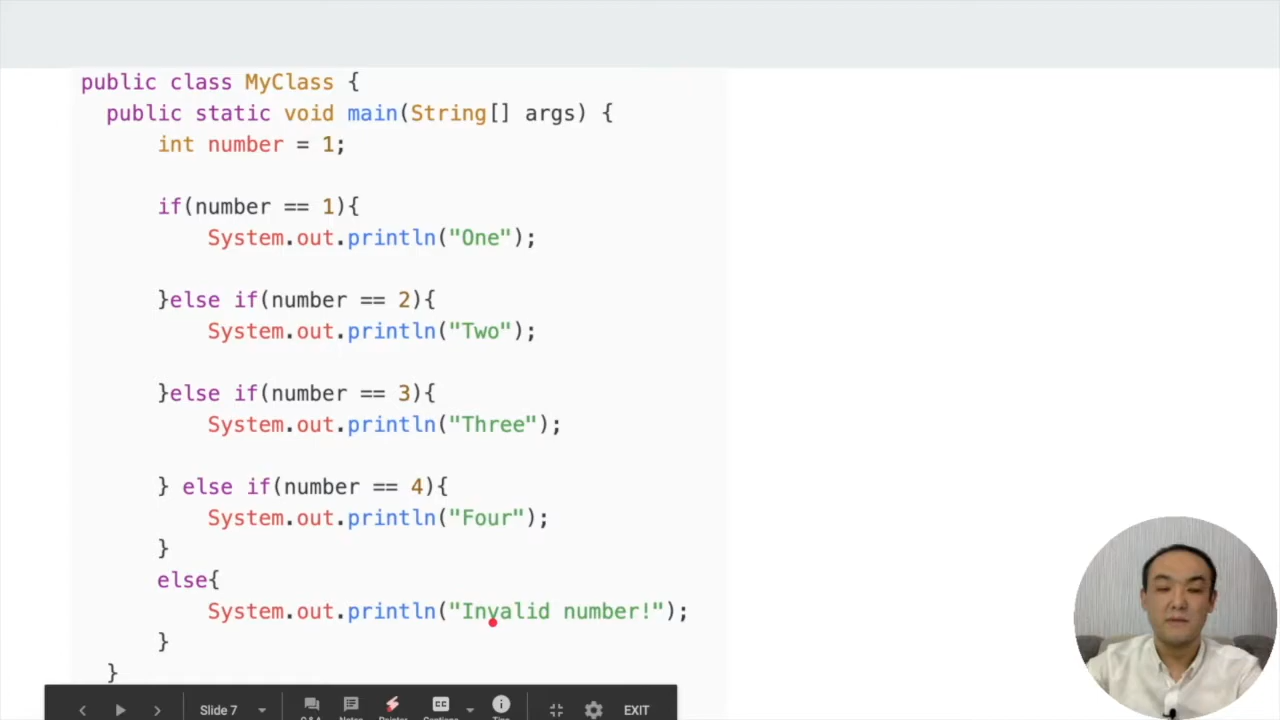 public class MyClass {
public static void main(String[] args) {
int number = 1;
if(number == 1){
System.out.println("One");
}else if(number == 2){
System.out.println("Two");
}else if(number == 3){
System.out.println("Three");
} else if(number == 4){
System.out.println("Four");
}
else{
System.out.println("Invalid number!");
}
}
Slide 7
CC
EXIT